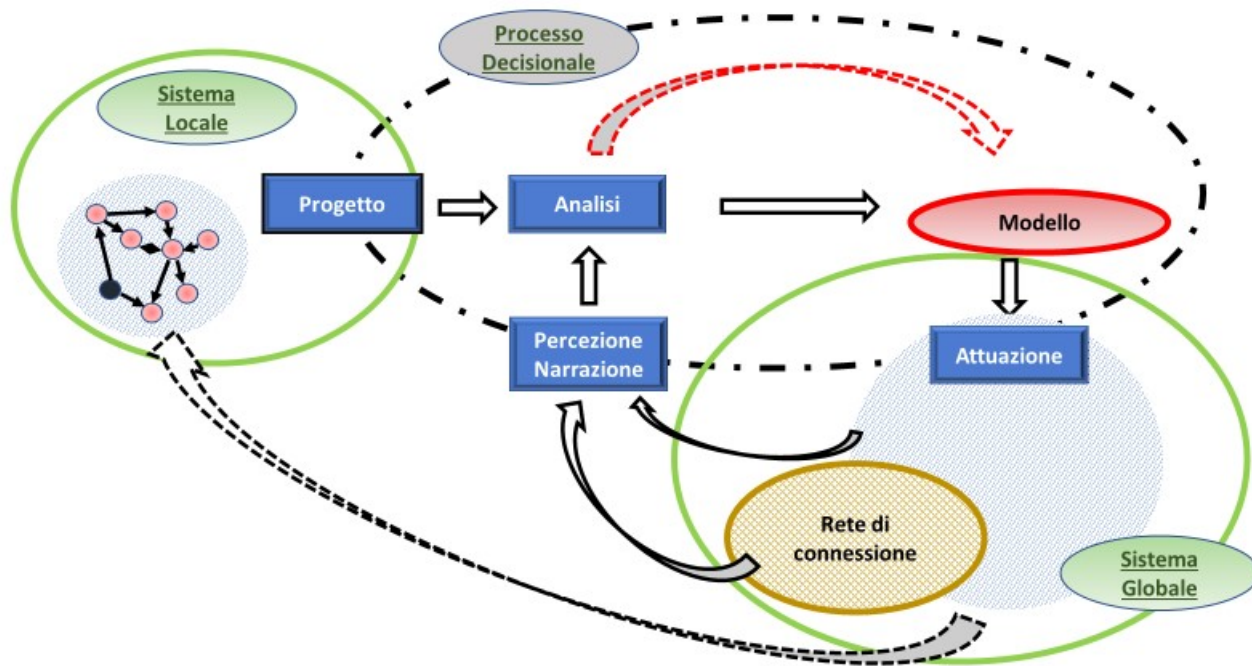 Processo
Decisionale
Sistema
Locale
Progetto
Analisi
Modello
Percezione
Narrazione
Attuazione
Rete di
connessione
Sistema
Globale